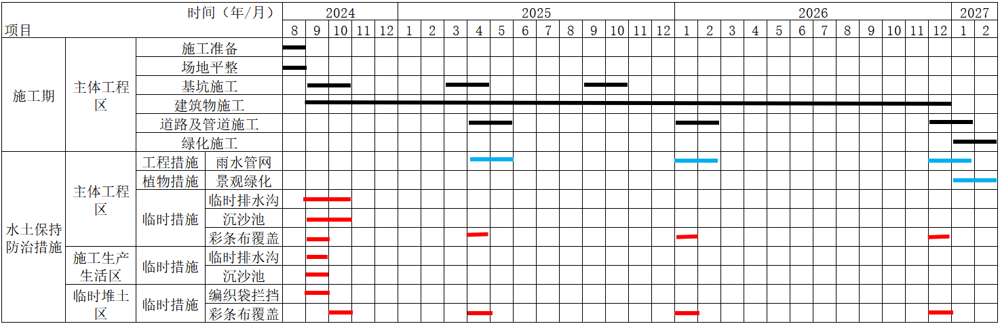 时间（年/月） 2024 2025 2026 2027
项目 8 9 10 11 12 1 2 3 4 5 6 7 8 9 10 11 12 1 2 3 4 5 6 7 8 9 10 11 12 1 2
施工准备
场地平整
施工期 主体工程区 基坑施工
建筑物施工
道路及管道施工
绿化施工
工程措施 雨水管网
植物措施 景观绿化
主体工程区 临时措施 临时排水沟
沉沙池
水土保持防治措施 彩条布覆盖
施工生产生活区 临时措施 临时排水沟
沉沙池
临时堆土区 临时措施 编织袋拦挡
彩条布覆盖